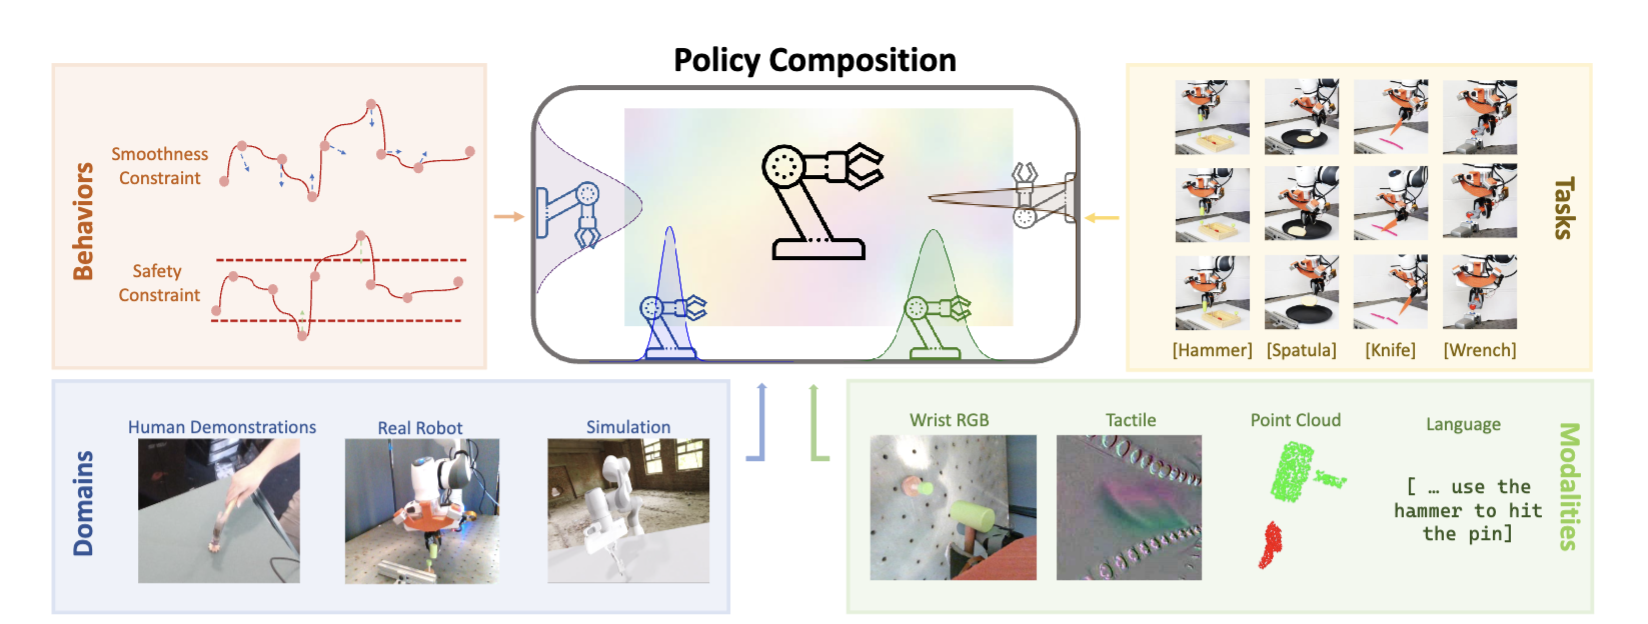 Policy Composition
Behaviors
Smoothness
Constraint
Safety
Constraint
Tasks
[Hammer] [Spatula] [Knife] [Wrench]
Domains
Human Demonstrations
Real Robot
Simulation
Modalities
Wrist RGB
Tactile
Point Cloud
Language
[ … use the
hammer to hit
the pin]